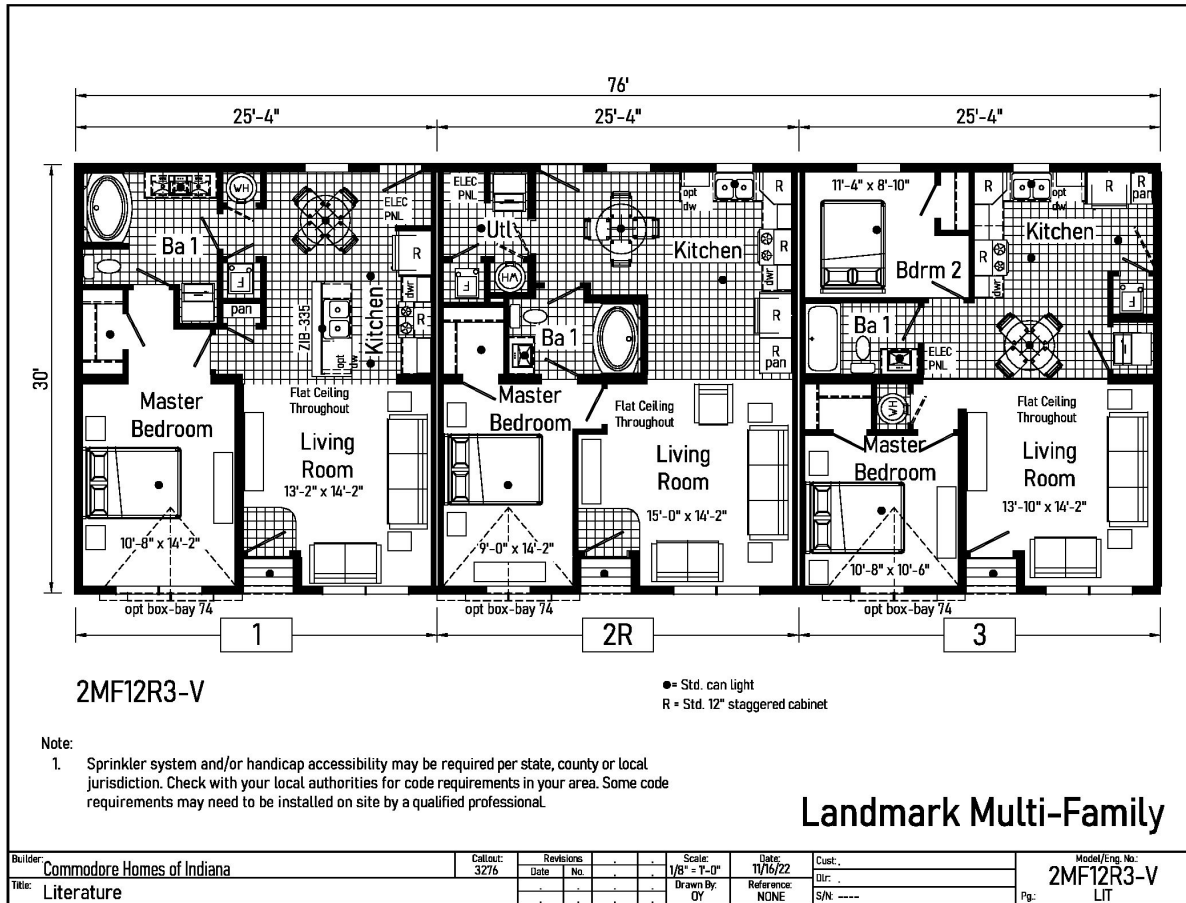 76'
25'-4" 25'-4" 25'-4"
30'
WH
ELEC
PNL
Ba 1
F
pan
R
dwr
R
ZIB-335
opt
dw
Kitchen
Master
Bedroom
10'-8" x 14'-2"
Flat Ceiling
Throughout
Living
Room
13'-2" x 14'-2"
opt box-bay 74
1
ELEC
PNL
Utl
F
WH
opt
dw
R
Kitchen
R
dwr
R
R
pan
Ba 1
Master
Bedroom
9'-0" x 14'-2"
Flat Ceiling
Throughout
Living
Room
15'-0" x 14'-2"
opt box-bay 74
2R
11'-4" x 8'-10"
Bdrm 2
R
opt
dw
R
R
pan
Kitchen
R
dwr
F
Ba 1
ELEC
PNL
WH
Master
Bedroom
10'-8" x 10'-6"
Flat Ceiling
Throughout
Living
Room
13'-10" x 14'-2"
opt box-bay 74
3
2MF12R3-V
●= Std. can light
R = Std. 12" staggered cabinet
Note:
1. Sprinkler system and/or handicap accessibility may be required per state, county or local
jurisdiction. Check with your local authorities for code requirements in your area. Some code
requirements may need to be installed on site by a qualified professional.
Landmark Multi-Family
Builder: Commodore Homes of Indiana
Title: Literature
Callout:
3276
Revisions
Date No.
Scale:
1/8" = 1'-0"
Drawn By:
OY
Date:
11/16/22
Reference:
NONE
Cust.: .
Dlr.: .
S/N: ----
Model/Eng. No.:
2MF12R3-V
Pg.: LIT